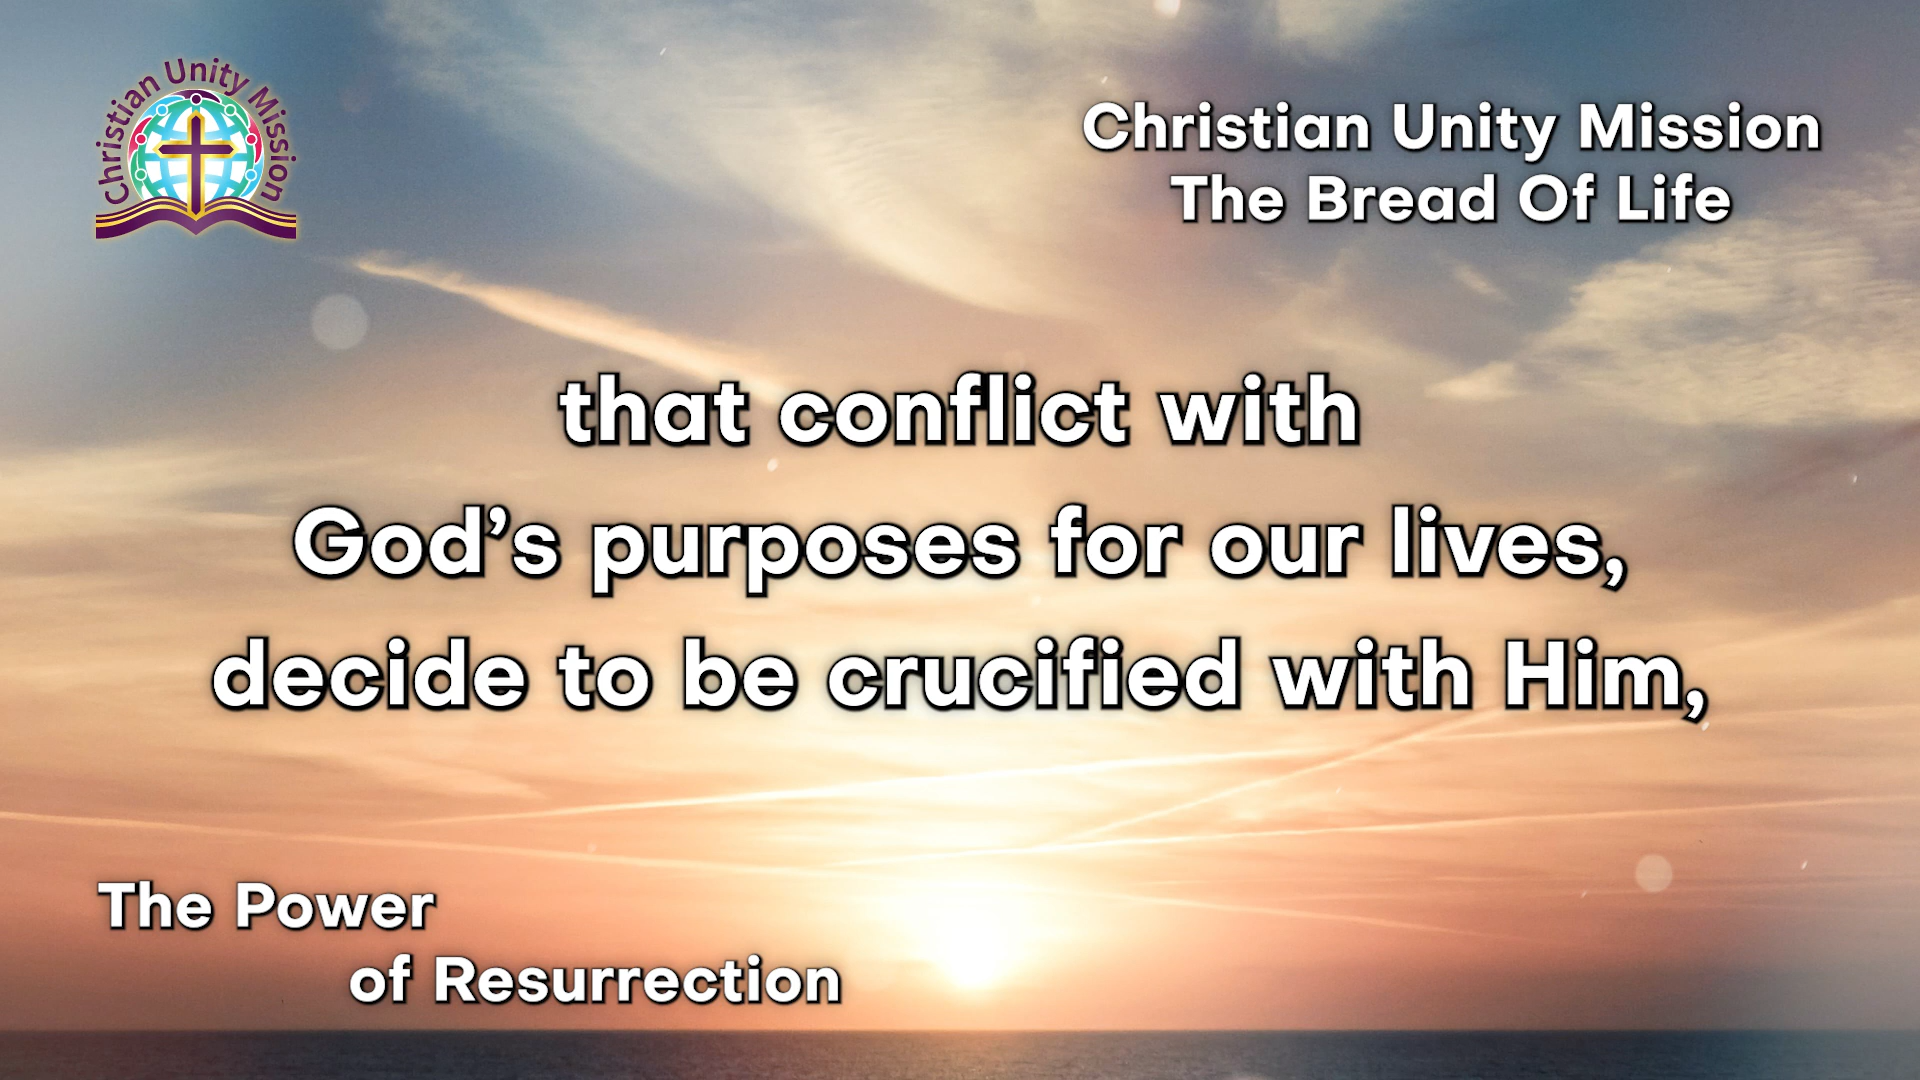 Christian Unity Mission
Christian Unity Mission
The Bread Of Life
that conflict with
God’s purposes for our lives,
decide to be crucified with Him,
The Power
of Resurrection